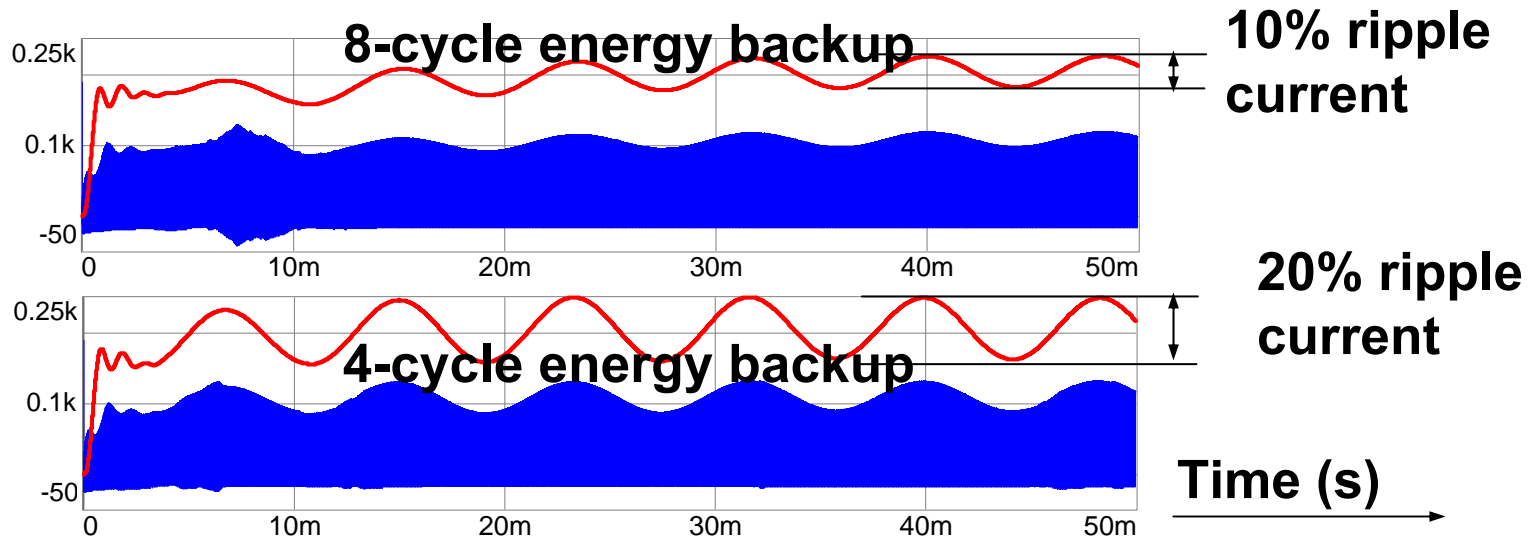 8-cycle energy backup
10% ripple
current
0.25k
0.1k
-50
0 10m 20m 30m 40m 50m
20% ripple
current
0.25k
4-cycle energy backup
0.1k
-50
0 10m 20m 30m 40m 50m
Time (s)